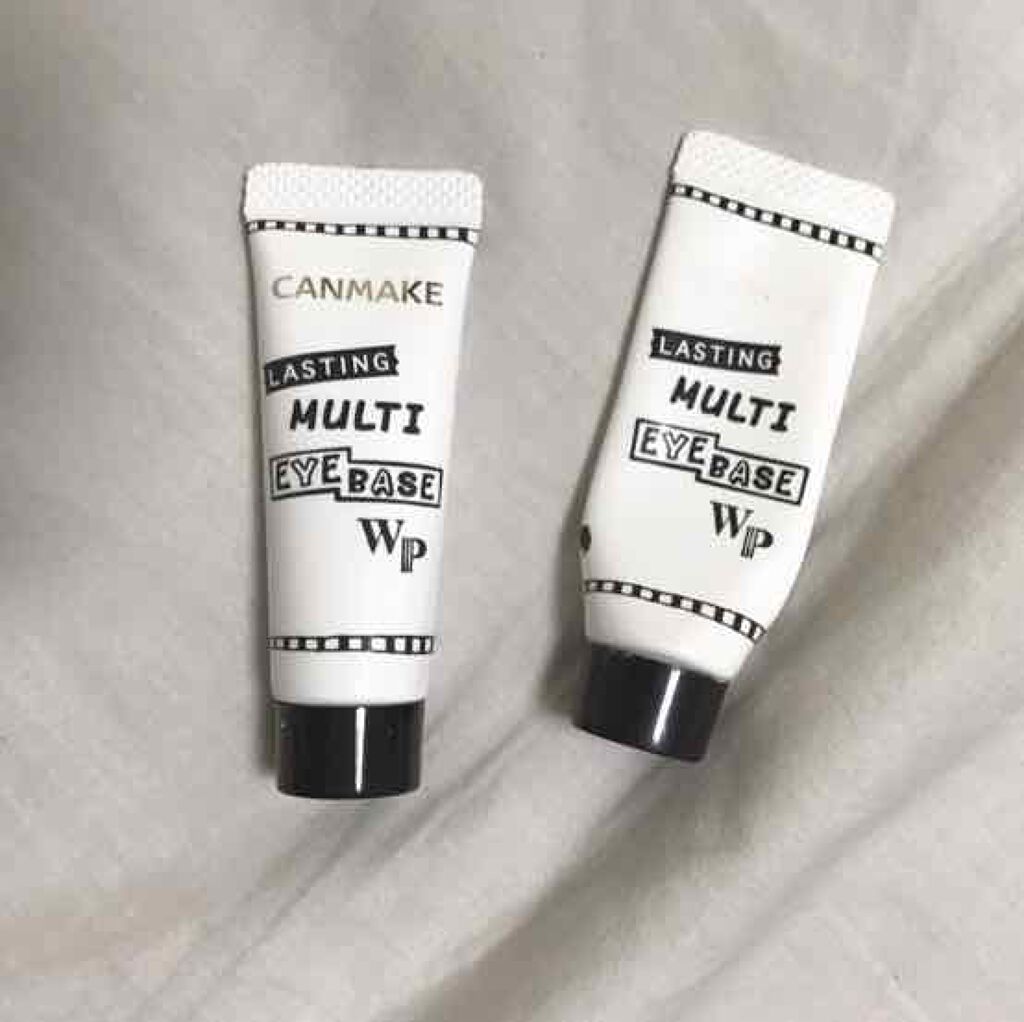 CANMAKE
LASTING
MULTI
EYE BASE
WP
LASTING
MULTI
EYE BASE
WP